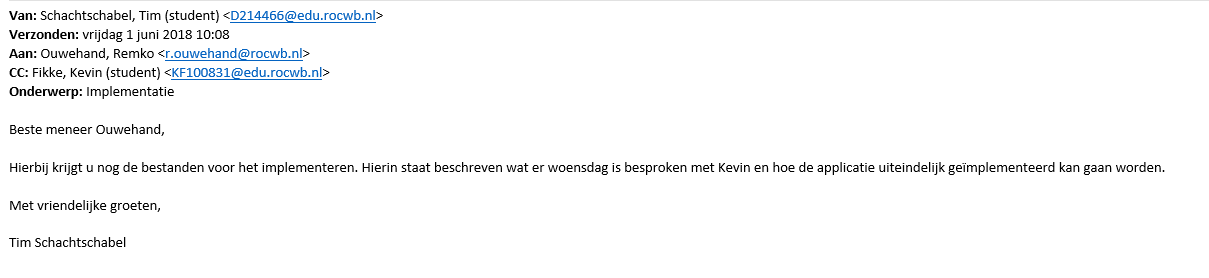 Van: Schachtschabel, Tim (student) <D214466@edu.rocwb.nl>
Verzonden: vrijdag 1 juni 2018 10:08
Aan: Ouwehand, Remko <r.ouwehand@rocwb.nl>
CC: Fikke, Kevin (student) <KF100831@edu.rocwb.nl>
Onderwerp: Implementatie
Beste meneer Ouwehand,
Hierbij krijgt u nog de bestanden voor het implementeren. Hierin staat beschreven wat er woensdag is besproken met Kevin en hoe de applicatie uiteindelijk geïmplementeerd kan gaan worden.
Met vriendelijke groeten,
Tim Schachtschabel